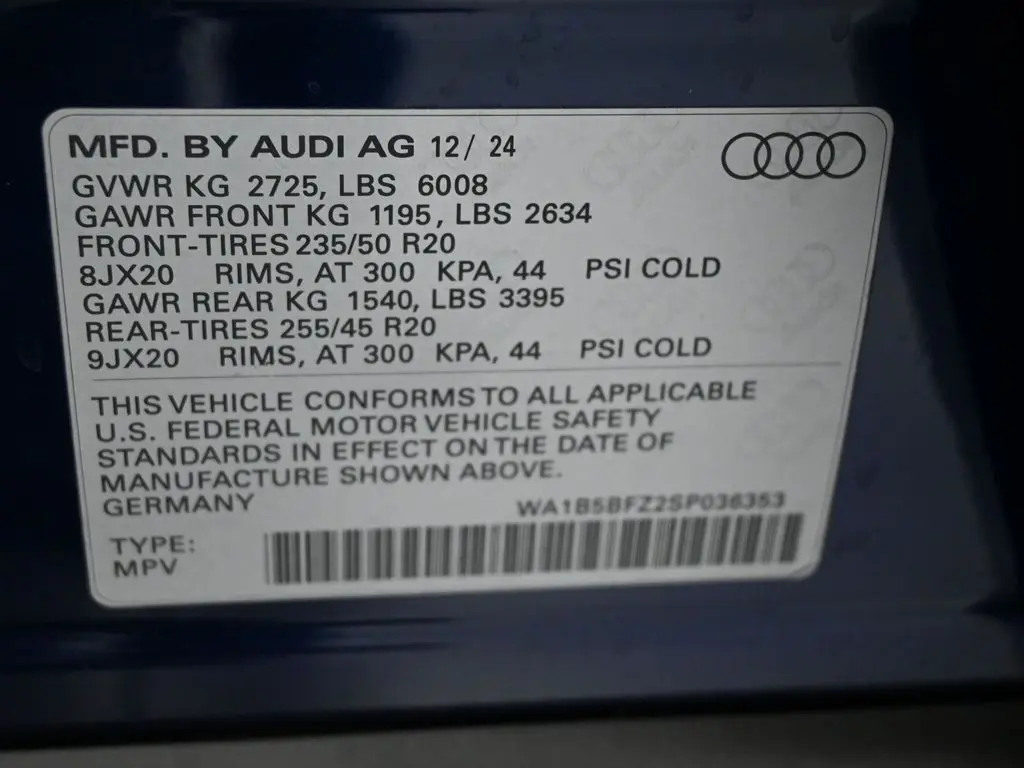 MFD. BY AUDI AG 12/ 24
GVWR KG 2725, LBS 6008
GAWR FRONT KG 1195, LBS 2634
FRONT-TIRES 235/50 R20
8JX20 RIMS, AT 300 KPA, 44 PSI COLD
GAWR REAR KG 1540, LBS 3395
REAR-TIRES 255/45 R20
9JX20 RIMS, AT 300 KPA, 44 PSI COLD
THIS VEHICLE CONFORMS TO ALL APPLICABLE
U.S. FEDERAL MOTOR VEHICLE SAFETY
STANDARDS IN EFFECT ON THE DATE OF
MANUFACTURE SHOWN ABOVE.
GERMANY WA1B5BFZ2SP036353
TYPE:
MPV